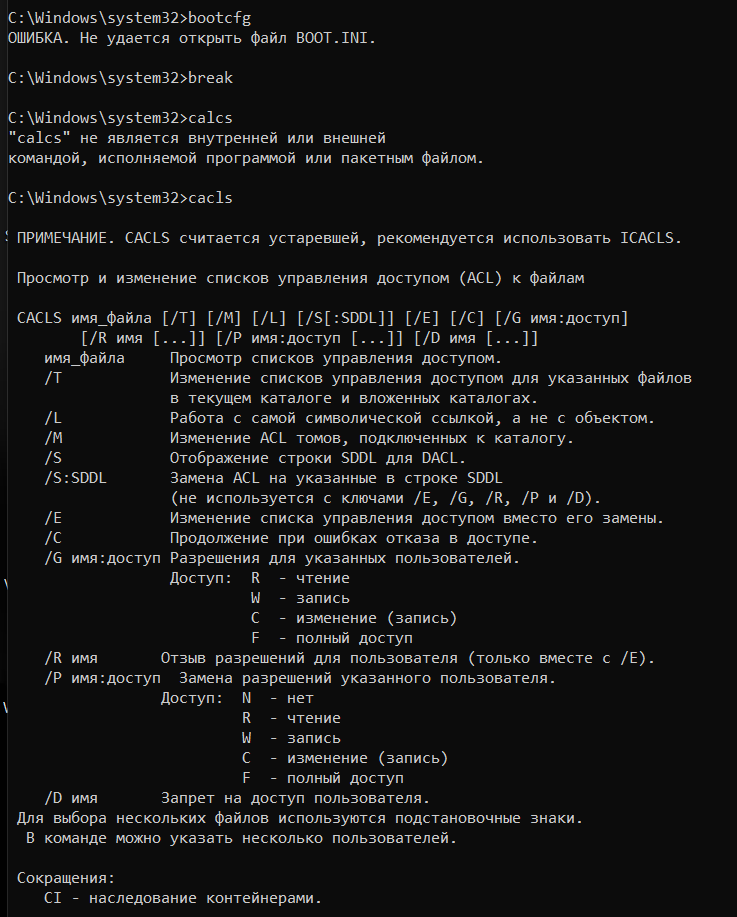 C:\Windows\system32>bootcfg
ОШИБКА. Не удается открыть файл BOOT.INI.
C:\Windows\system32>break
C:\Windows\system32>calcs
"calcs" не является внутренней или внешней
командой, исполняемой программой или пакетным файлом.
C:\Windows\system32>cacls
ПРИМЕЧАНИЕ. CACLS считается устаревшей, рекомендуется использовать ICACLS.
Просмотр и изменение списков управления доступом (ACL) к файлам
CACLS имя_файла [/T] [/M] [/L] [/S[:SDDL]] [/E] [/C] [/G имя:доступ]
[/R имя [...]] [/P имя:доступ [...]] [/D имя [...]]
имя_файла Просмотр списков управления доступом.
/T Изменение списков управления доступом для указанных файлов
в текущем каталоге и вложенных каталогах.
/L Работа с самой символической ссылкой, а не с объектом.
/M Изменение ACL томов, подключенных к каталогу.
/S Отображение строки SDDL для DACL.
/S:SDDL Замена ACL на указанные в строке SDDL
(не используется с ключами /E, /G, /R, /P и /D).
/E Изменение списка управления доступом вместо его замены.
/C Продолжение при ошибках отказа в доступе.
/G имя:доступ Разрешения для указанных пользователей.
Доступ: R - чтение
W - запись
C - изменение (запись)
F - полный доступ
/R имя Отзыв разрешений для пользователя (только вместе с /E).
/P имя:доступ Замена разрешений указанного пользователя.
Доступ: N - нет
R - чтение
W - запись
C - изменение (запись)
F - полный доступ
/D имя Запрет на доступ пользователя.
Для выбора нескольких файлов используются подстановочные знаки.
В команде можно указать несколько пользователей.
Сокращения:
CI - наследование контейнерами.